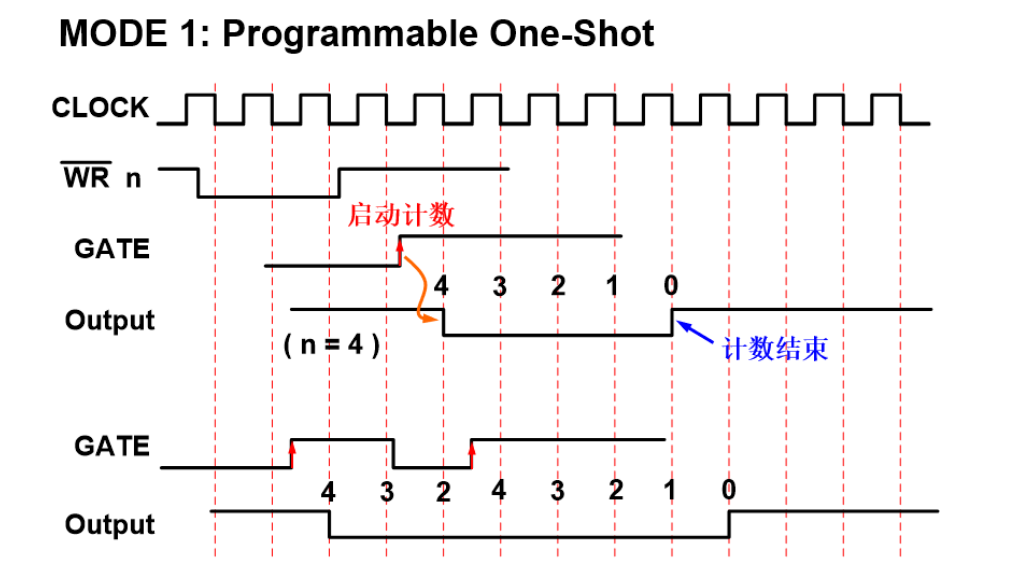 MODE 1: Programmable One-Shot
CLOCK
WR n
启动计数
GATE
4 3 2 1 0
Output
( n = 4 )
计数结束
GATE
4 3 2 4 3 2 1 0
Output